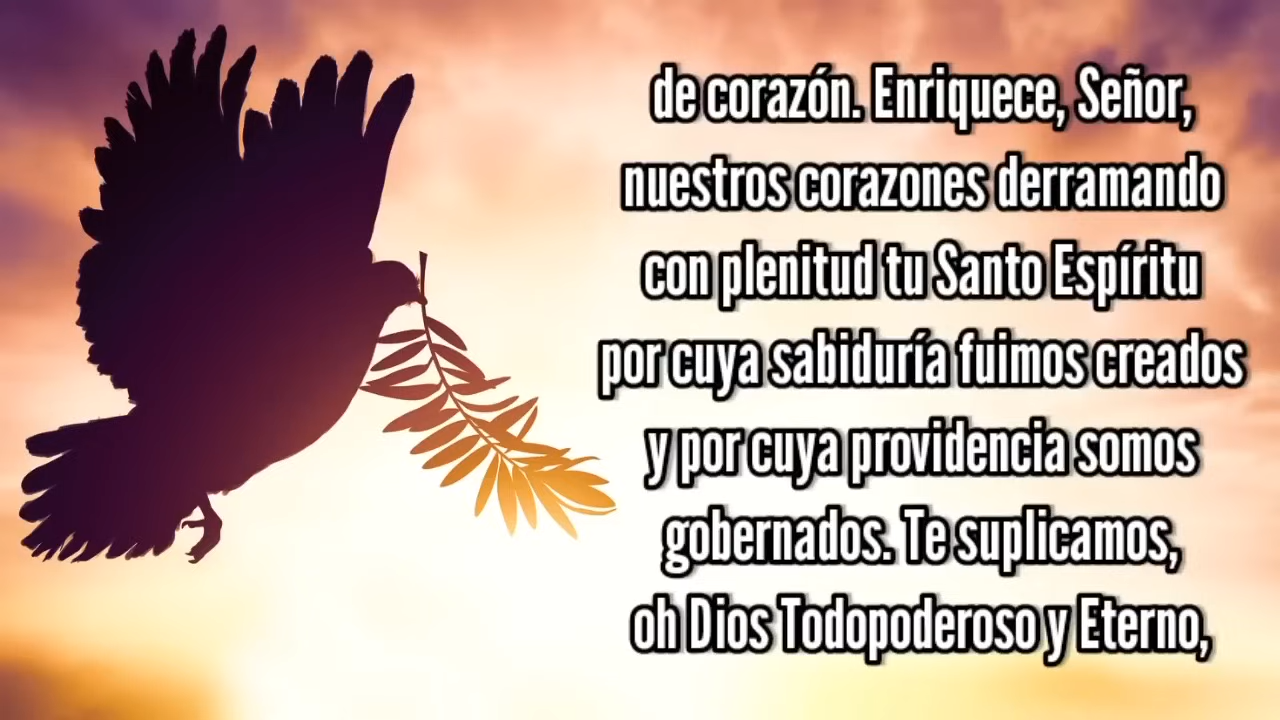 de corazón. Enriquece, Señor,
nuestros corazones derramando
con plenitud tu Santo Espíritu
por cuya sabiduría fuimos creados
y por cuya providencia somos
gobernados. Te suplicamos,
oh Dios Todopoderoso y Eterno,